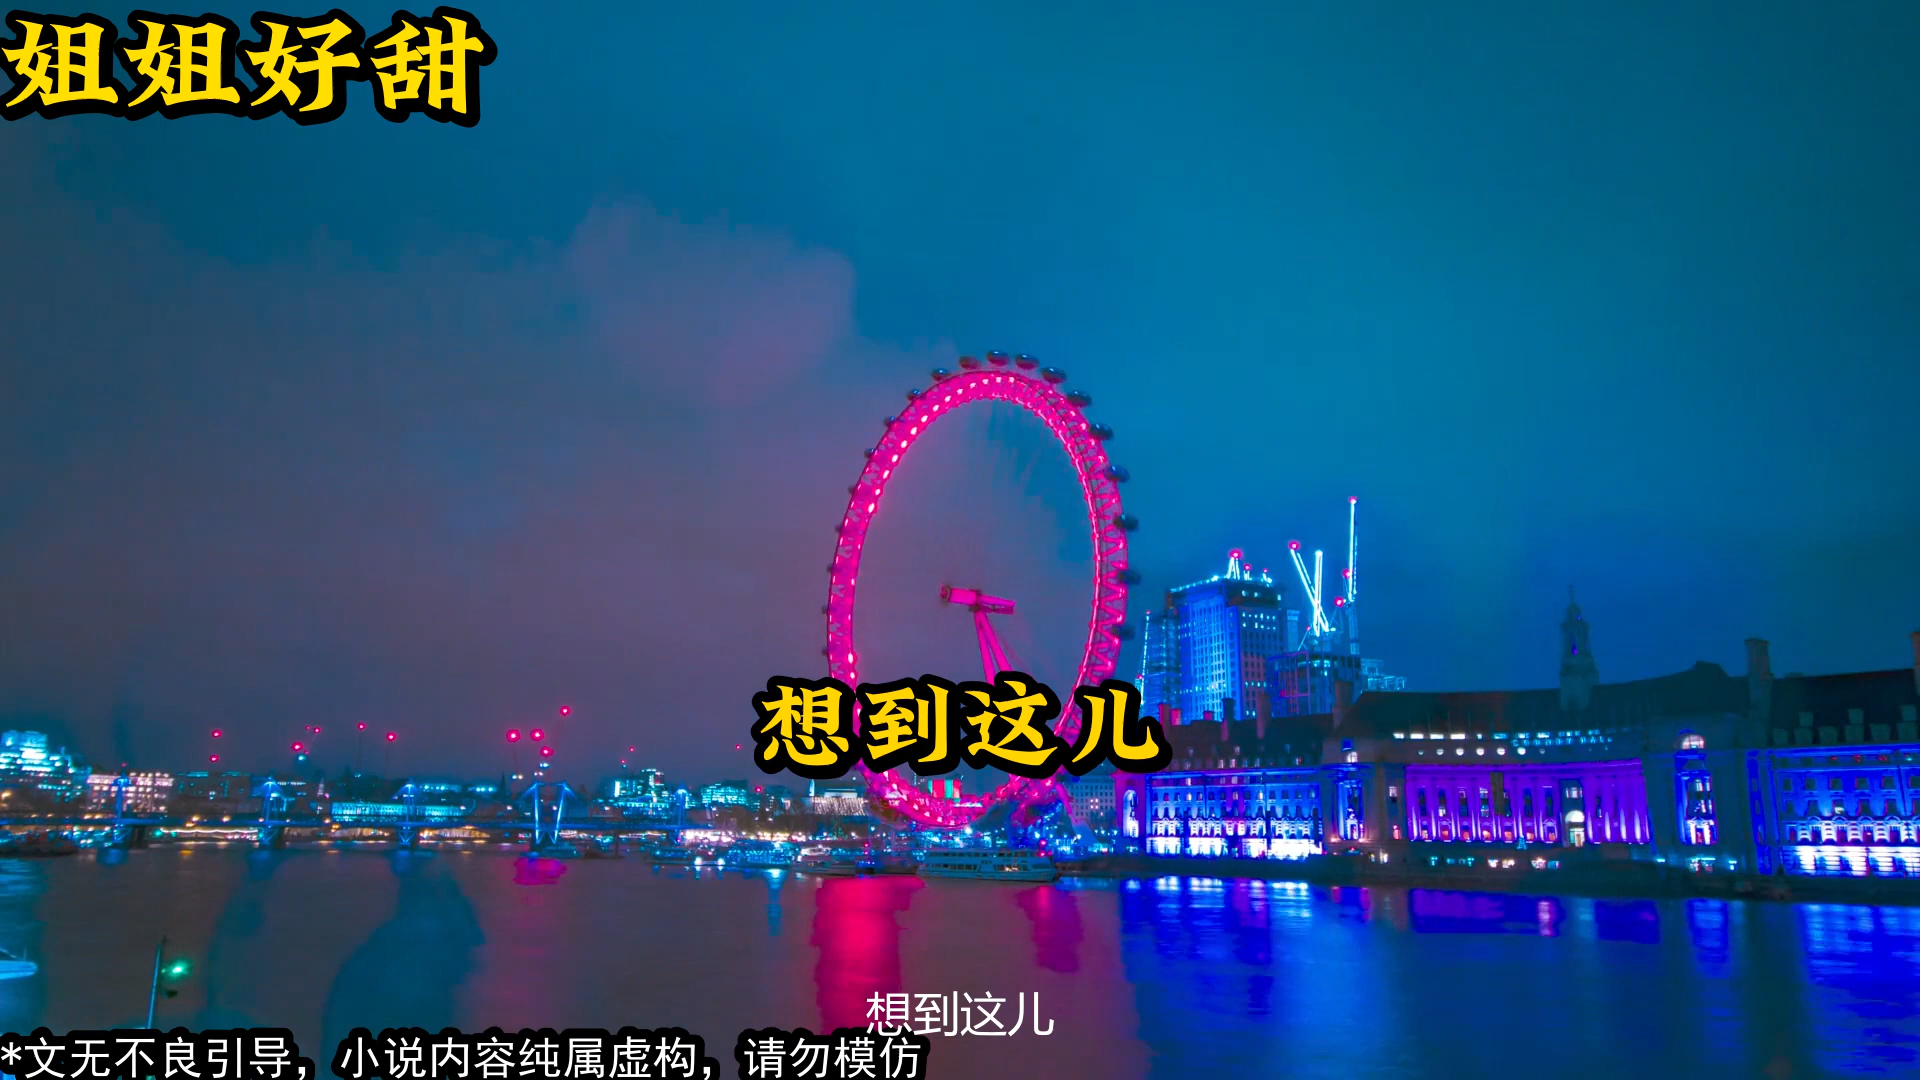 姐姐好甜
想到这儿
想到这儿
*文无不良引导，小说内容纯属虚构，请勿模仿